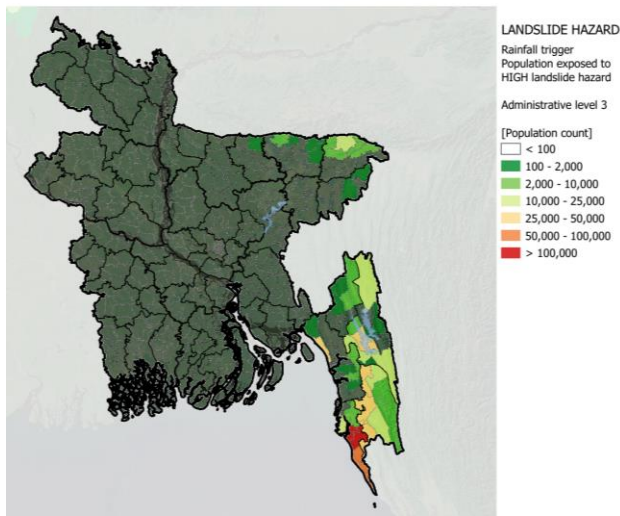 LANDSLIDE HAZARD
Rainfall trigger
Population exposed to
HIGH landslide hazard
Administrative level 3
[Population count]
< 100
100 - 2,000
2,000 - 10,000
10,000 - 25,000
25,000 - 50,000
50,000 - 100,000
> 100,000